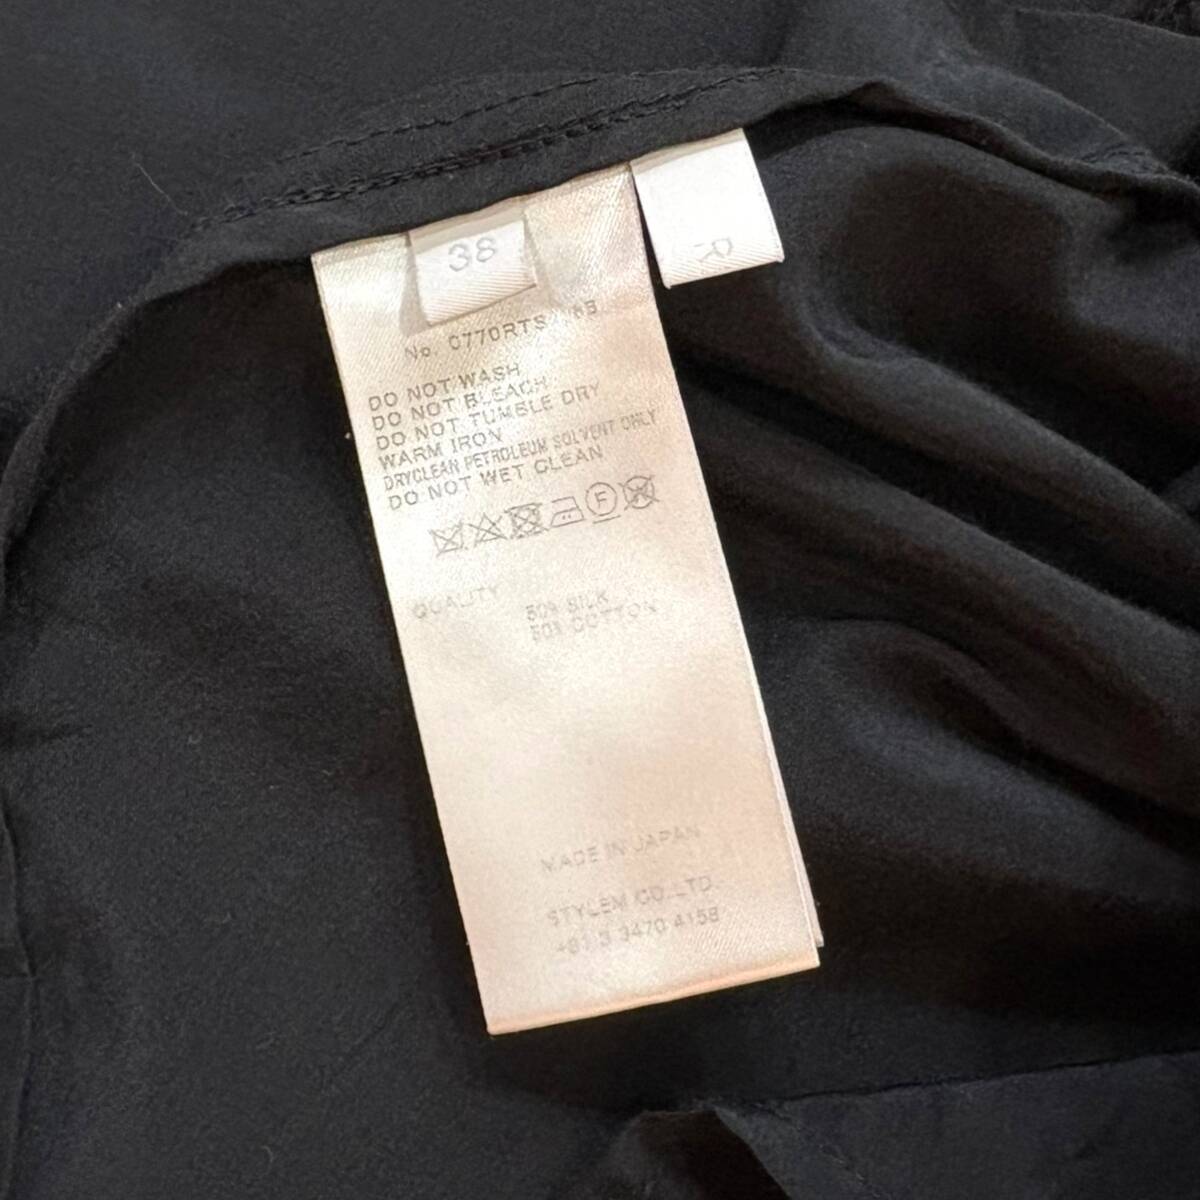 38
R
No. 0770RTS
DO NOT WASH
DO NOT BLEACH
DO NOT TUMBLE DRY
WARM IRON
DRYCLEAN PETROLEUM SOLVENT ONLY
DO NOT WET CLEAN
F
QUALITY
50% SILK
50% COTTON
MADE IN JAPAN
STYLEM CO.,LTD.
+81 3 3470 4158